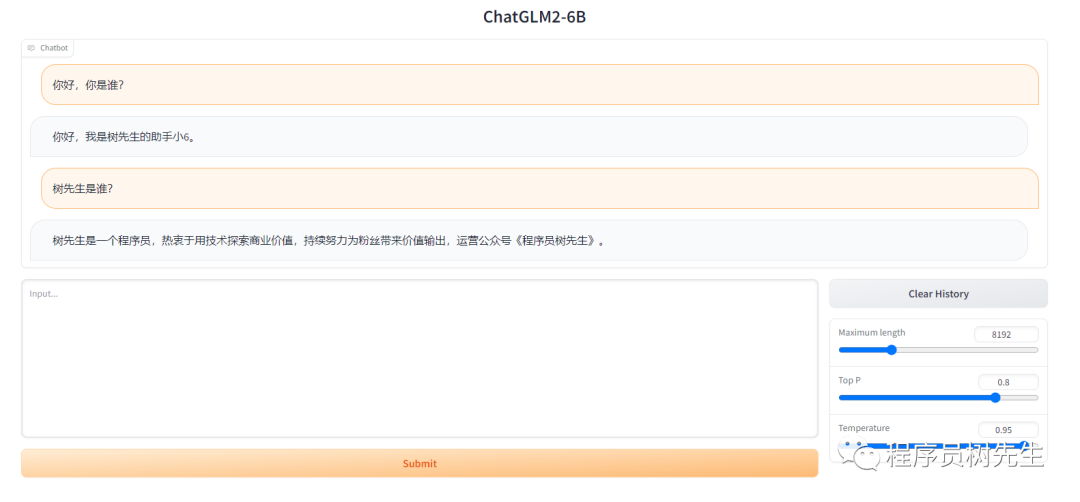 ChatGLM2-6B
Chatbot
你好，你是谁?
你好，我是树先生的助手小6。
树先生是谁?
树先生是一个程序员，热衷于用技术探索商业价值，持续努力为粉丝带来价值输出，运营公众号《程序员树先生》。
Input...
Submit
Clear History
Maximum length
8192
Top P
0.8
Temperature
0.95
程序员树先生